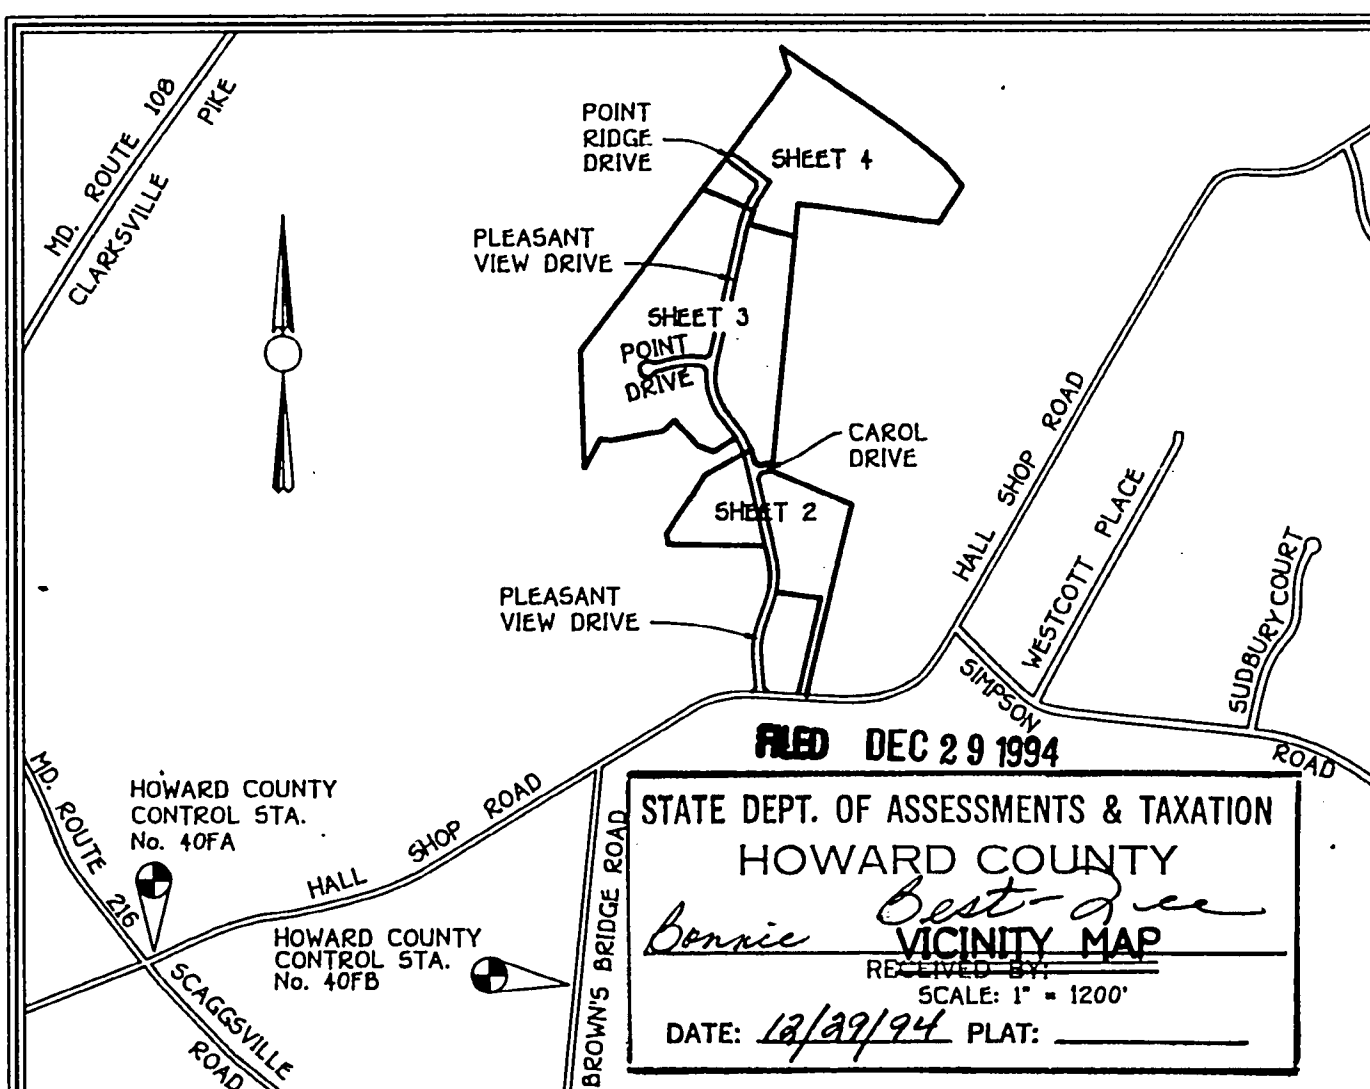 MD. ROUTE 108
CLARKSVILLE PIKE
POINT
RIDGE
DRIVE
SHEET 4
PLEASANT
VIEW DRIVE
SHEET 3
POINT
DRIVE
CAROL
DRIVE
SHEET 2
HALL SHOP ROAD
WESTCOTT PLACE
SUDBURY COURT
PLEASANT
VIEW DRIVE
SIMPSON ROAD
FILED DEC 29 1994
MD. ROUTE 216
SCAGGSVILLE
ROAD
HOWARD COUNTY
CONTROL STA.
No. 40FA
HALL SHOP ROAD
HOWARD COUNTY
CONTROL STA.
No. 40FB
BROWN'S BRIDGE ROAD
STATE DEPT. OF ASSESSMENTS & TAXATION
HOWARD COUNTY
Bonnie Best-
VICINITY MAP
RECEIVED BY:
SCALE: 1" = 1200'
DATE: 12/29/94 PLAT: